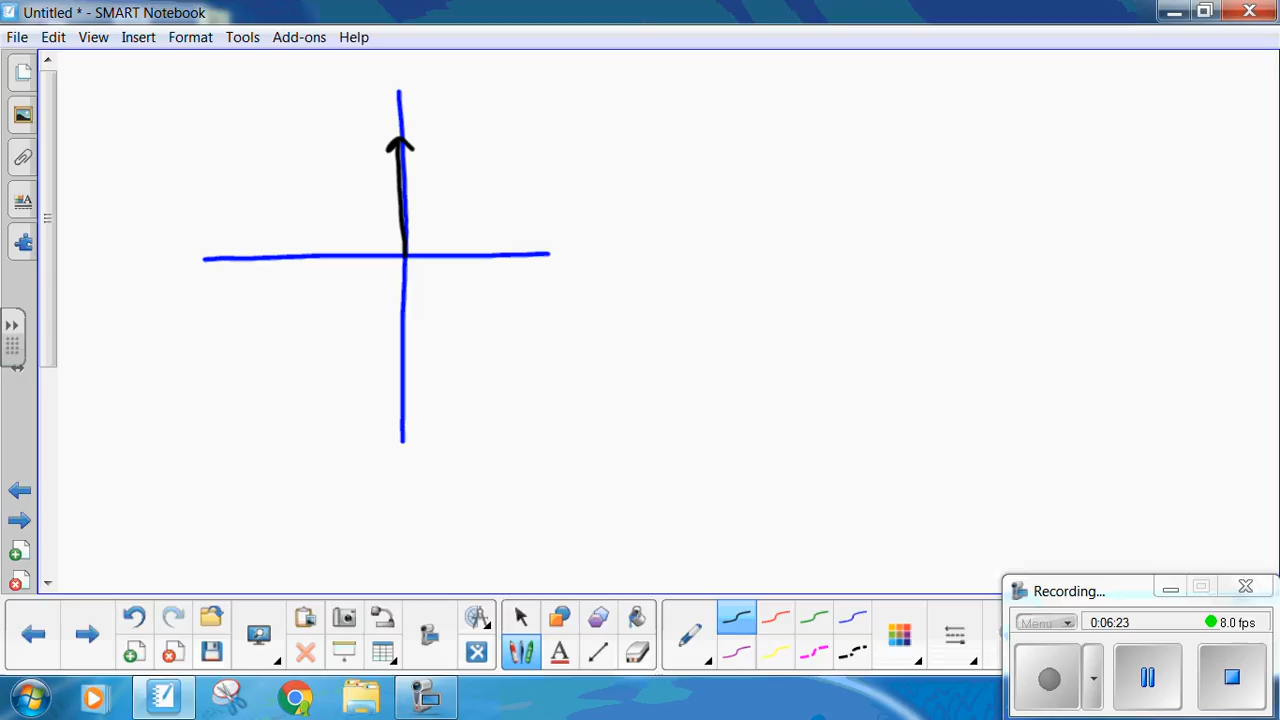 Untitled * - SMART Notebook
File Edit View Insert Format Tools Add-ons Help
Recording...
Menu 0:06:23 8.0 fps